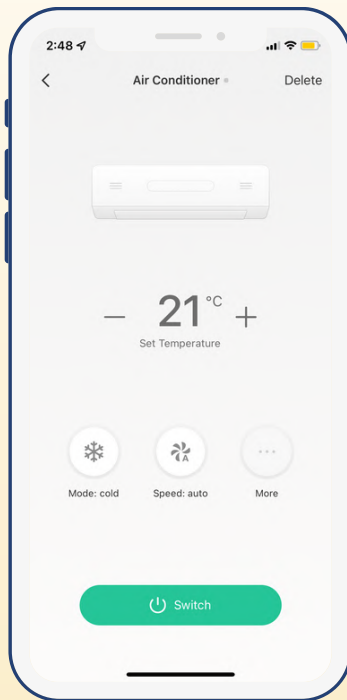 2:48
Air Conditioner
Delete
21°C
Set Temperature
A
Mode: cold
Speed: auto
More
Switch